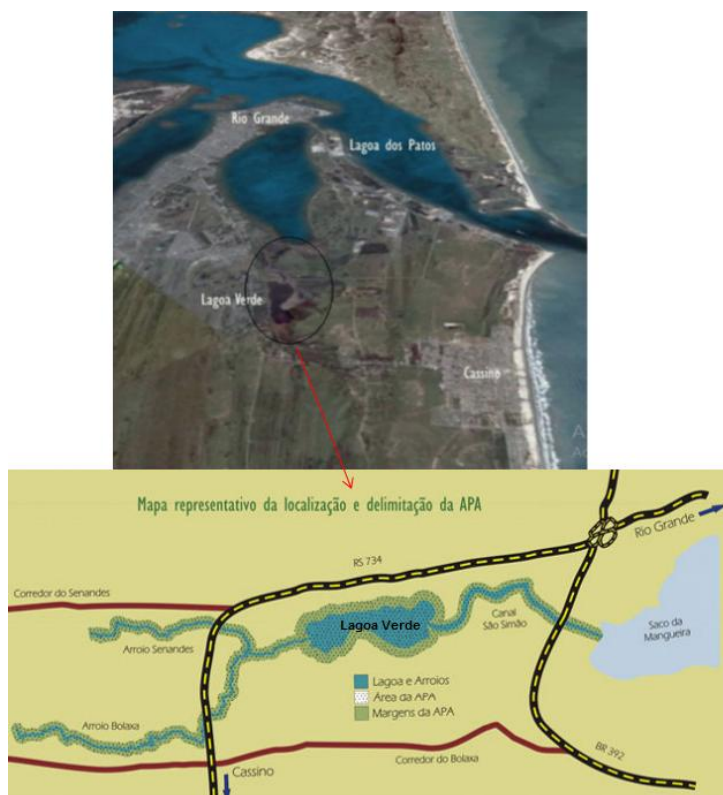 Rio Grande
Lagoa dos Patos
Lagoa Verde
Cassino
Mapa representativo da localização e delimitação da APA
Rio Grande
RS 734
Corredor do Senandes
Lagoa Verde
Canal
São Simão
Saco da
Mangueira
Arroio Senandes
Lagoa e Arroios
Área da APA
Margens da APA
Arroio Bolaxa
Cassino
Corredor do Bolaxa
BR 392